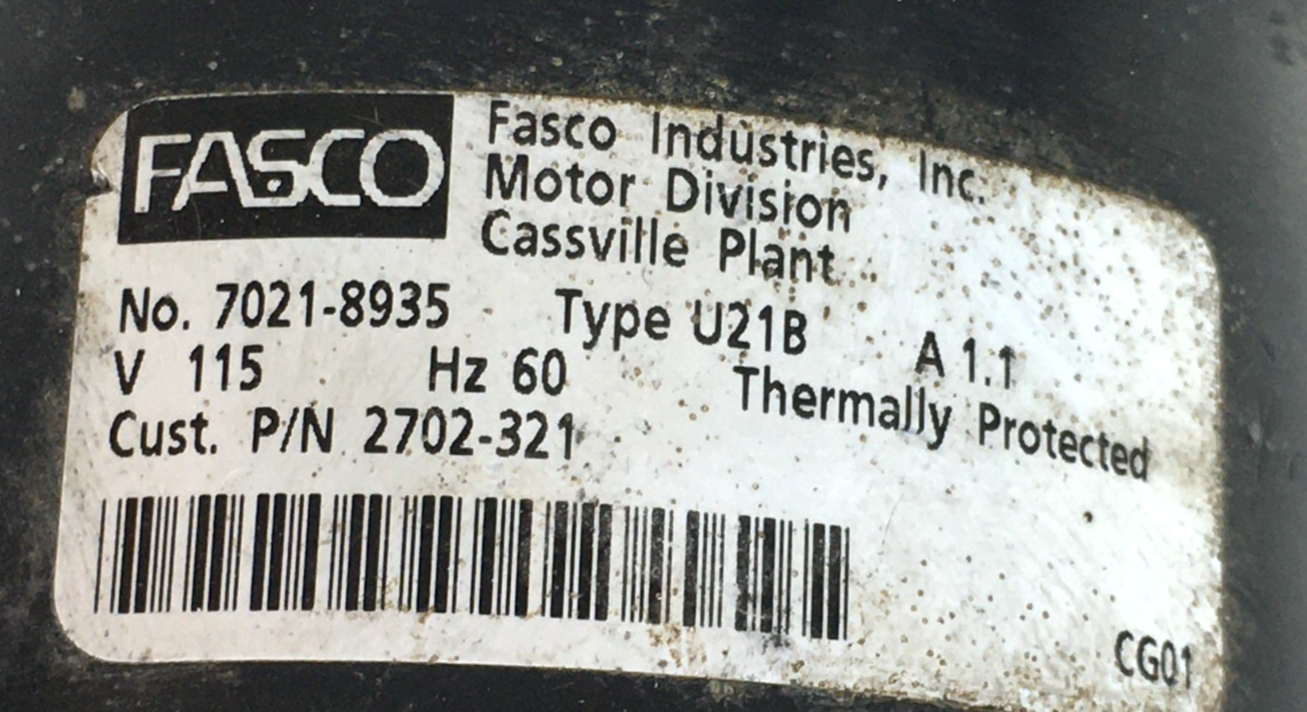 FASCO
Fasco Industries, Inc.
Motor Division
Cassville Plant
No. 7021-8935 Type U21B A 1.1
V 115 Hz 60 Thermally Protected
Cust. P/N 2702-321
CG01